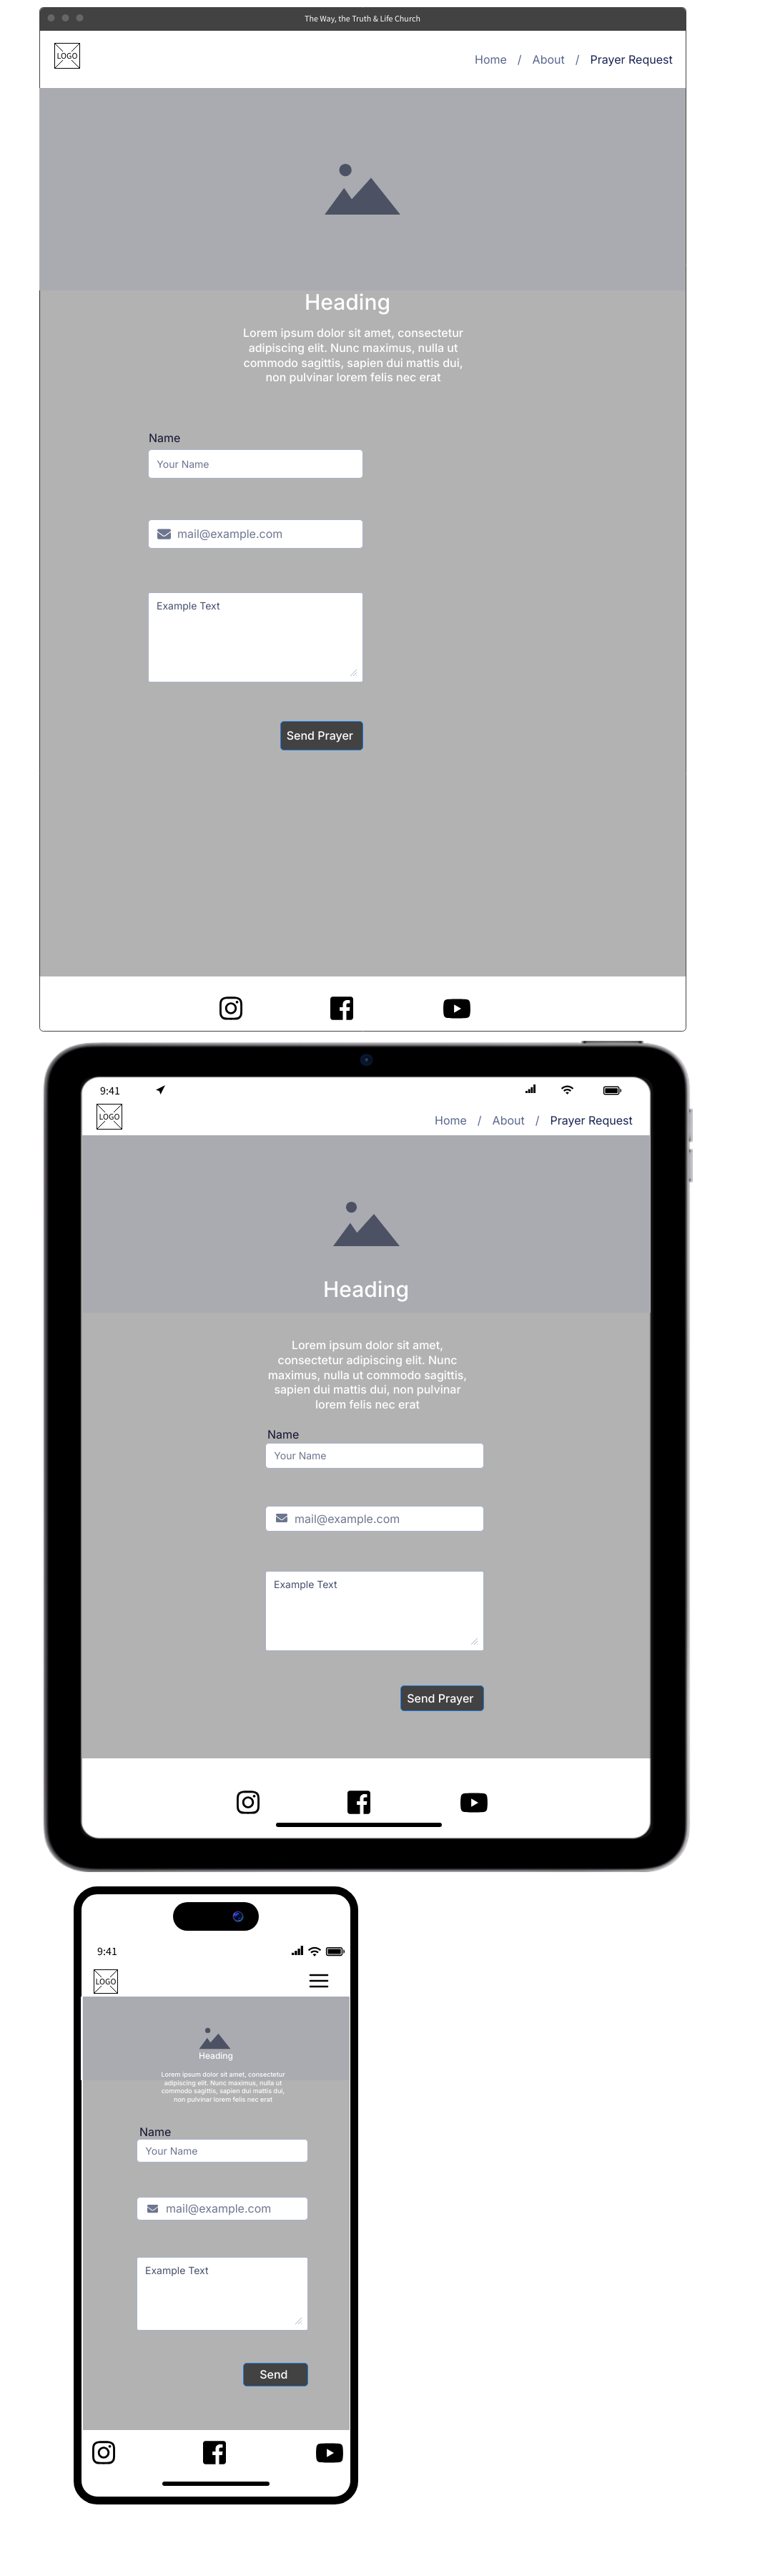 The Way, the Truth & Life Church
LOGO
Home / About / Prayer Request
Heading
Lorem ipsum dolor sit amet, consectetur
adipiscing elit. Nunc maximus, nulla ut
commodo sagittis, sapien dui mattis dui,
non pulvinar lorem felis nec erat
Name
Your Name
mail@example.com
Example Text
Send Prayer
9:41
LOGO
Home / About / Prayer Request
Heading
Lorem ipsum dolor sit amet,
consectetur adipiscing elit. Nunc
maximus, nulla ut commodo sagittis,
sapien dui mattis dui, non pulvinar
lorem felis nec erat
Name
Your Name
mail@example.com
Example Text
Send Prayer
9:41
LOGO
Heading
Lorem ipsum dolor sit amet, consectetur
adipiscing elit. Nunc maximus, nulla ut
commodo sagittis, sapien dui mattis dui,
non pulvinar lorem felis nec erat
Name
Your Name
mail@example.com
Example Text
Send